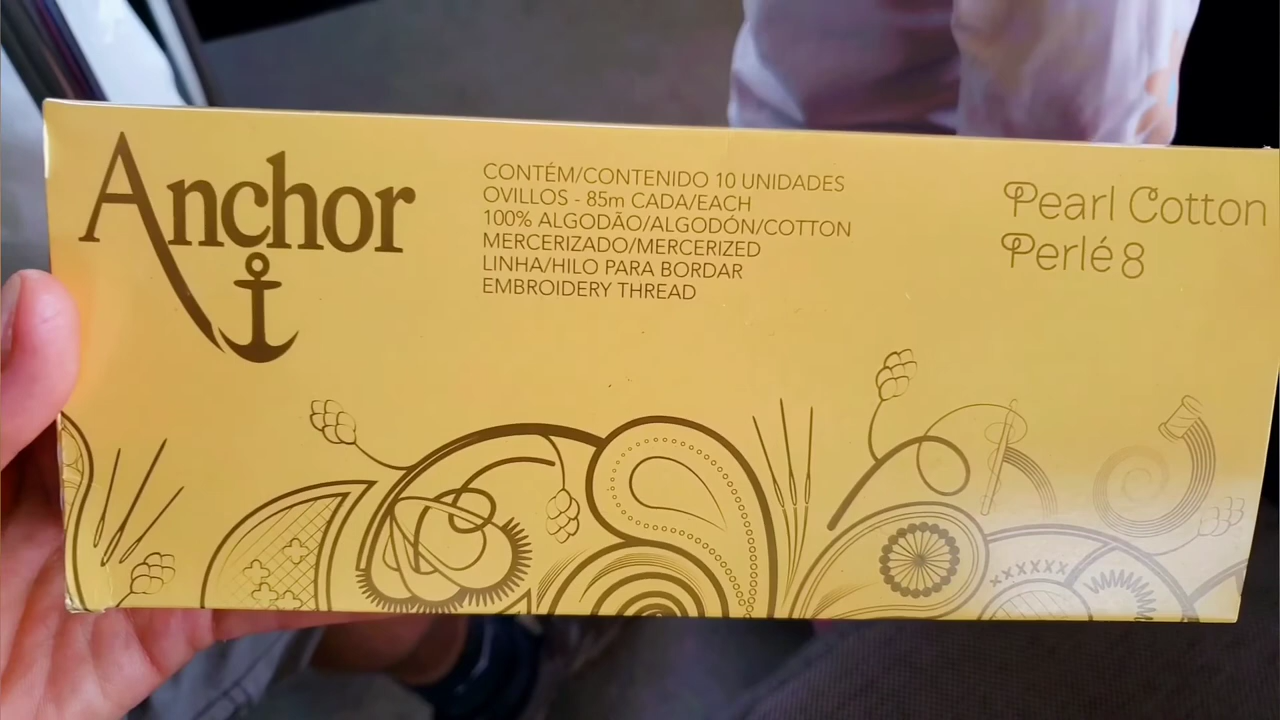 Anchor
CONTÉM/CONTENIDO 10 UNIDADES
OVILLOS - 85m CADA/EACH
100% ALGODÃO/ALGODÓN/COTTON
MERCERIZADO/MERCERIZED
LINHA/HILO PARA BORDAR
EMBROIDERY THREAD
Pearl Cotton
Perlé 8